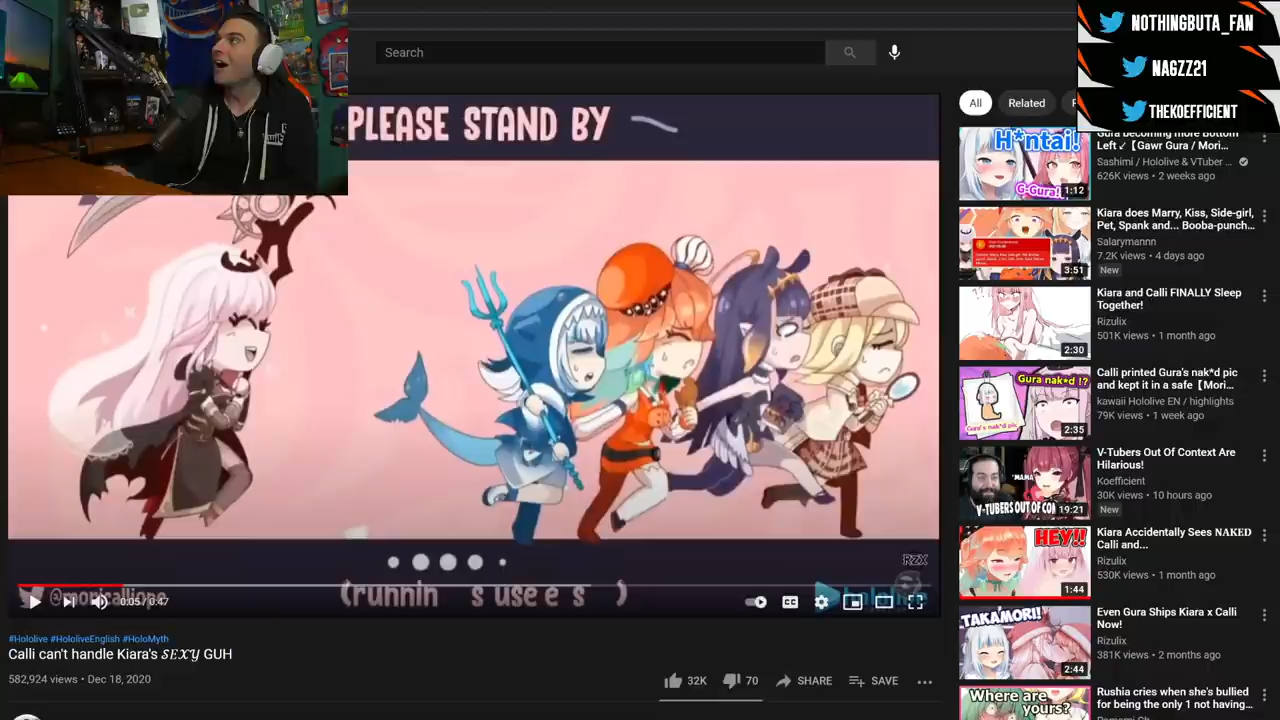 NOTHINGBUTA_FAN
NAGZZ21
THEKOEFFICIENT
Search
PLEASE STAND BY
All
Related
H*ntai!
G-Gura!
1:12
Gura becoming more Bottom
Left ↙【Gawr Gura / Mori...
Sashimi / Hololive & VTuber ...
626K views • 2 weeks ago
3:51
Kiara does Marry, Kiss, Side-girl,
Pet, Spank and... Booba-punch...
Salarymannn
7.2K views • 4 days ago
New
2:30
Kiara and Calli FINALLY Sleep
Together!
Rizulix
501K views • 1 month ago
Gura nak*d !?
Gura's nak*d pic
2:35
Calli printed Gura's nak*d pic
and kept it in a safe【Mori...
kawaii Hololive EN / highlights
79K views • 1 week ago
"MAMA
V-TUBERS OUT OF CON
19:21
V-Tubers Out Of Context Are
Hilarious!
Koefficient
30K views • 10 hours ago
New
HEY!!
1:44
Kiara Accidentally Sees NAKED
Calli and...
Rizulix
530K views • 1 month ago
TAKAMORI!
2:44
Even Gura Ships Kiara x Calli
Now!
Rizulix
381K views • 2 months ago
Where are
yours?
Rushia cries when she's bullied
for being the only 1 not having...
RZX
@moricalliope
0:05 / 0:47
#Hololive #HololiveEnglish #HoloMyth
Calli can't handle Kiara's SEXY GUH
582,924 views • Dec 18, 2020
32K
70
SHARE
SAVE